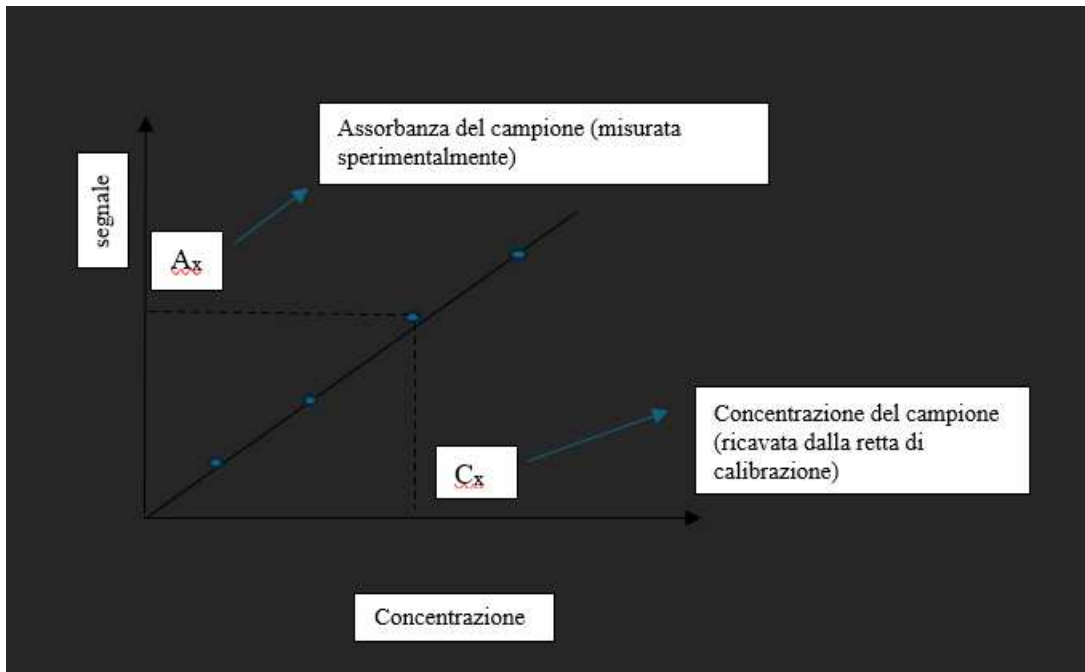 Assorbanza del campione (misurata
sperimentalmente)
segnale
Ax
Concentrazione del campione
(ricavata dalla retta di
calibrazione)
Cx
Concentrazione